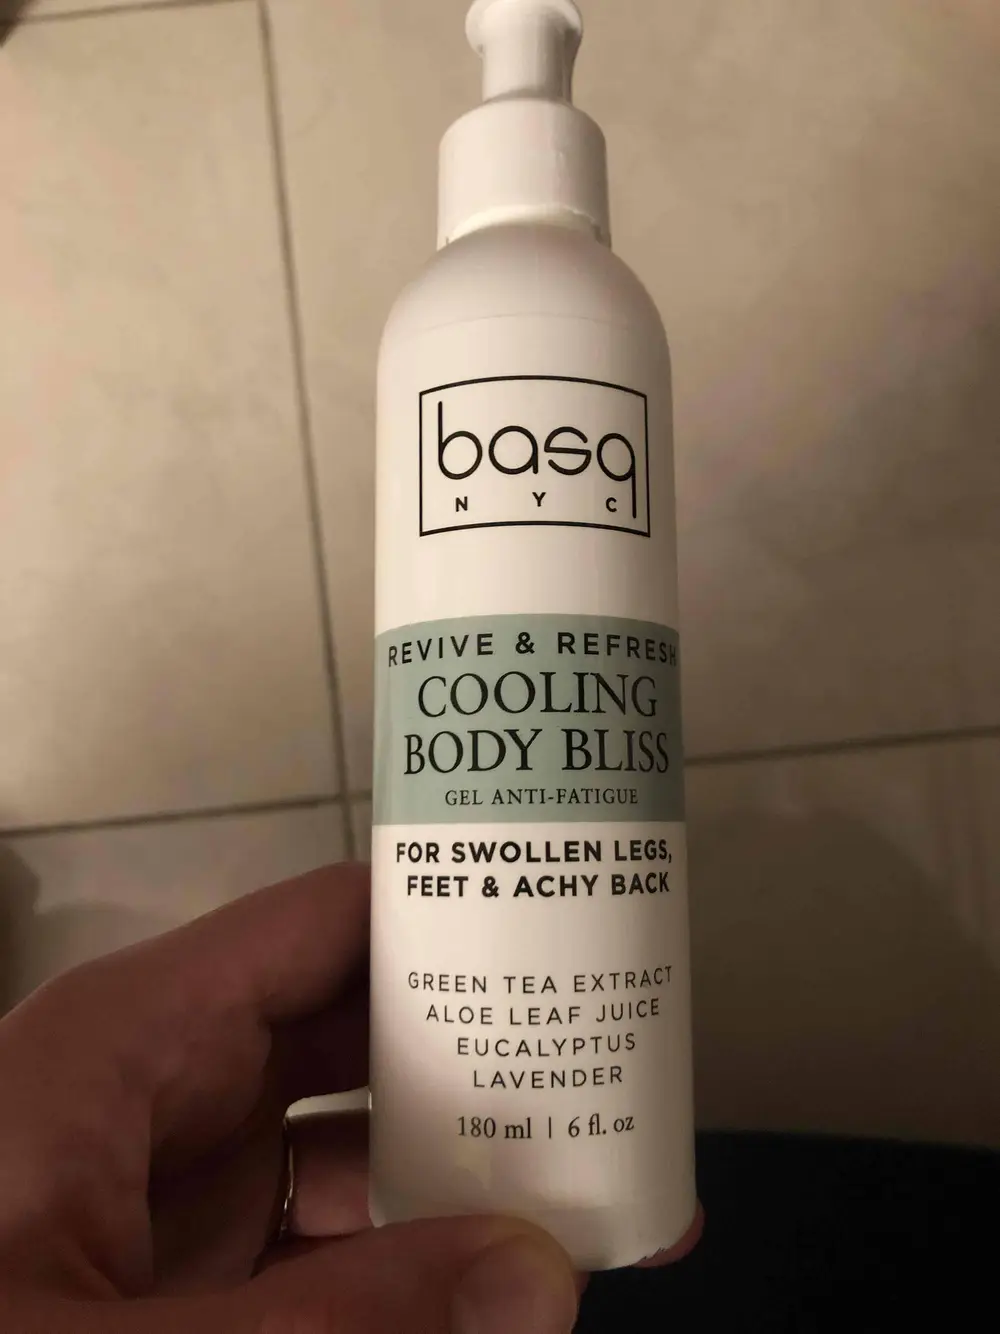 basq
NYC
REVIVE & REFRESH
COOLING
BODY BLISS
GEL ANTI-FATIGUE
FOR SWOLLEN LEGS,
FEET & ACHY BACK
GREEN TEA EXTRACT
ALOE LEAF JUICE
EUCALYPTUS
LAVENDER
180 ml | 6 fl. oz